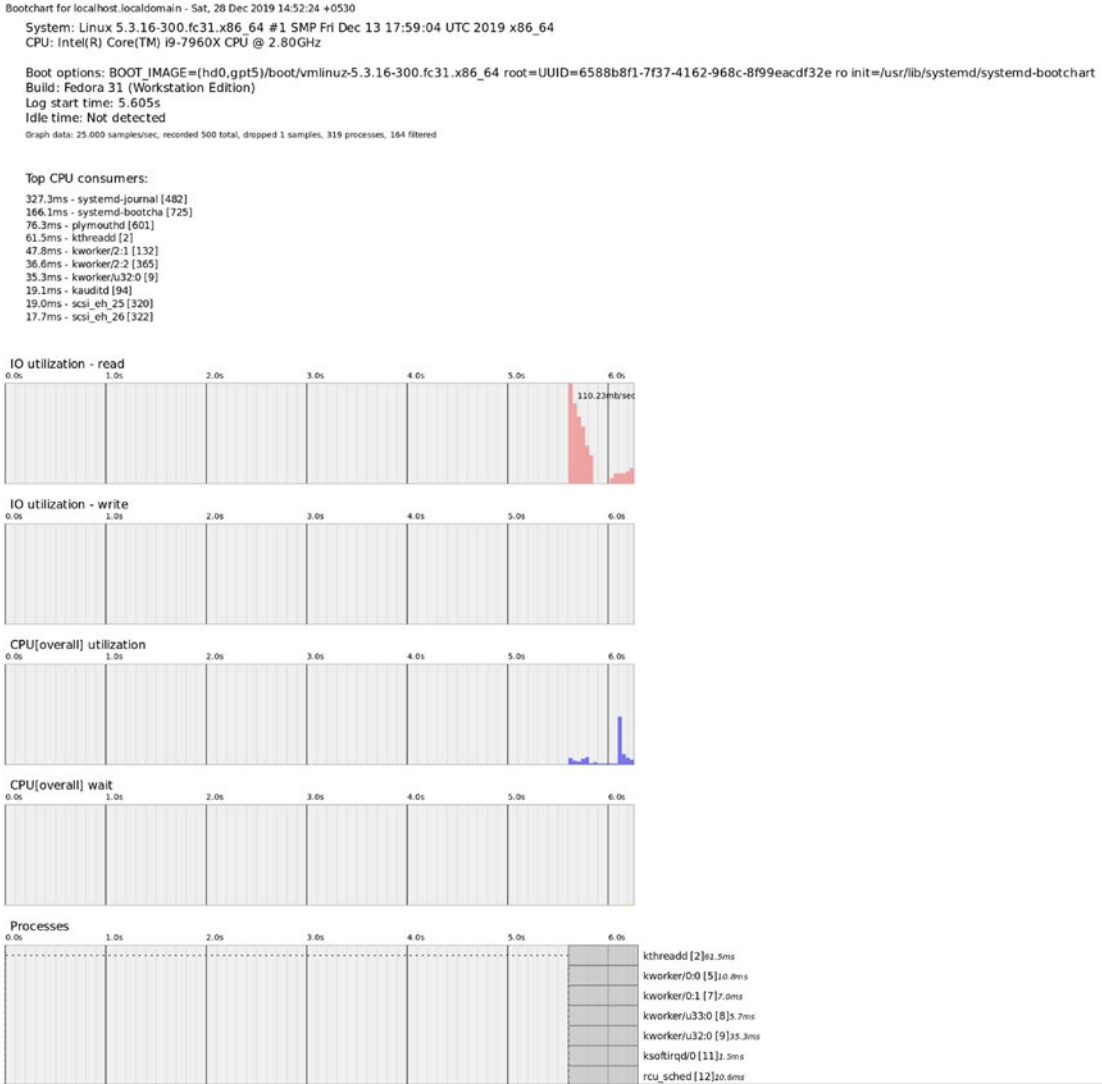 Bootchart for localhost.localdomain - Sat, 28 Dec 2019 14:52:24 +0530
System: Linux 5.3.16-300.fc31.x86_64 #1 SMP Fri Dec 13 17:59:04 UTC 2019 x86_64
CPU: Intel(R) Core(TM) i9-7960X CPU @ 2.80GHz
Boot options: BOOT_IMAGE=(hd0,gpt5)/boot/vmlinuz-5.3.16-300.fc31.x86_64 root=UUID=6588b8f1-7f37-4162-968c-8f99eacdf32e ro init=/usr/lib/systemd/systemd-bootchart
Build: Fedora 31 (Workstation Edition)
Log start time: 5.605s
Idle time: Not detected
Graph data: 25.000 samples/sec, recorded 500 total, dropped 1 samples, 319 processes, 164 filtered
Top CPU consumers:
327.3ms - systemd-journal [482]
166.1ms - systemd-bootcha [725]
76.3ms - plymouthd [601]
61.5ms - kthreadd [2]
47.8ms - kworker/2:1 [132]
36.6ms - kworker/2:2 [365]
35.3ms - kworker/u32:0 [9]
19.1ms - kauditd [94]
19.0ms - scsi_eh_25 [320]
17.7ms - scsi_eh_26 [322]
IO utilization - read
0.0s 1.0s 2.0s 3.0s 4.0s 5.0s 6.0s
110.23mb/sec
IO utilization - write
0.0s 1.0s 2.0s 3.0s 4.0s 5.0s 6.0s
CPU[overall] utilization
0.0s 1.0s 2.0s 3.0s 4.0s 5.0s 6.0s
CPU[overall] wait
0.0s 1.0s 2.0s 3.0s 4.0s 5.0s 6.0s
Processes
0.0s 1.0s 2.0s 3.0s 4.0s 5.0s 6.0s
kthreadd [2]61.5ms
kworker/0:0 [5]10.8ms
kworker/0:1 [7]7.0ms
kworker/u33:0 [8]5.7ms
kworker/u32:0 [9]35.3ms
ksoftirqd/0 [11]1.5ms
rcu_sched [12]10.6ms